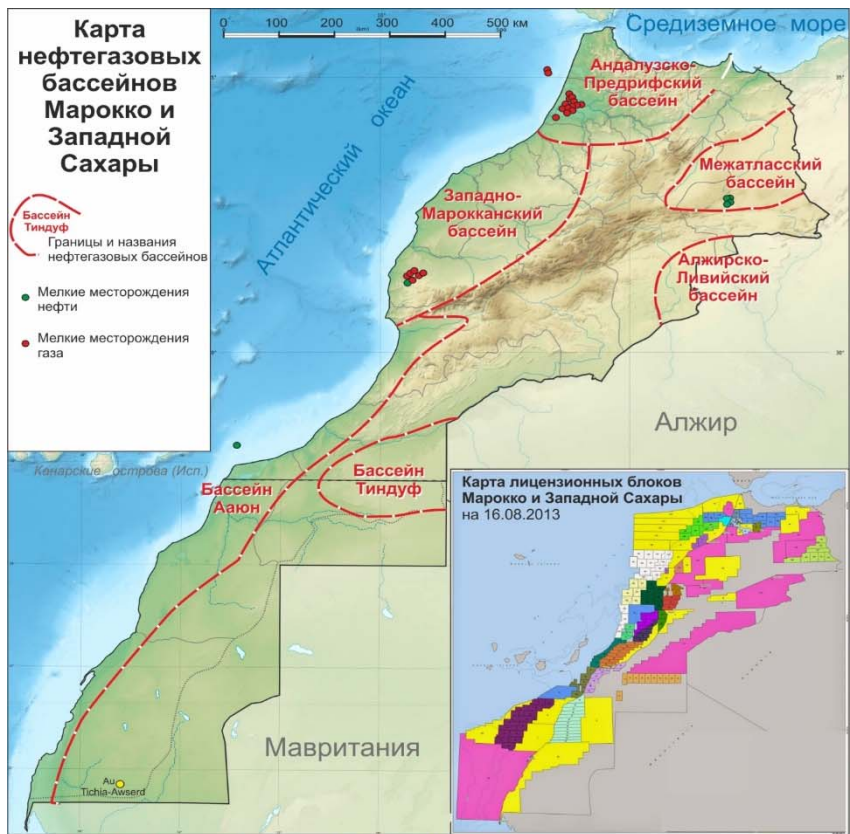 Карта
нефтегазовых
бассейнов
Марокко и
Западной
Сахары
Бассейн
Тиндуф
Границы и названия
нефтегазовых бассейнов
Мелкие месторождения
нефти
Мелкие месторождения
газа
0 100 200 300 400 500 км
Средиземное море
Атлантический океан
Андалузско-
Предрифский
бассейн
Межатласский
бассейн
Западно-
Марокканский
бассейн
Алжирско-
Ливийский
бассейн
Алжир
Канарские острова (Исп.)
Бассейн
Ааюн
Бассейн
Тиндуф
Мавритания
Au
Tichia-Awserd
Карта лицензионных блоков
Марокко и Западной Сахары
на 16.08.2013